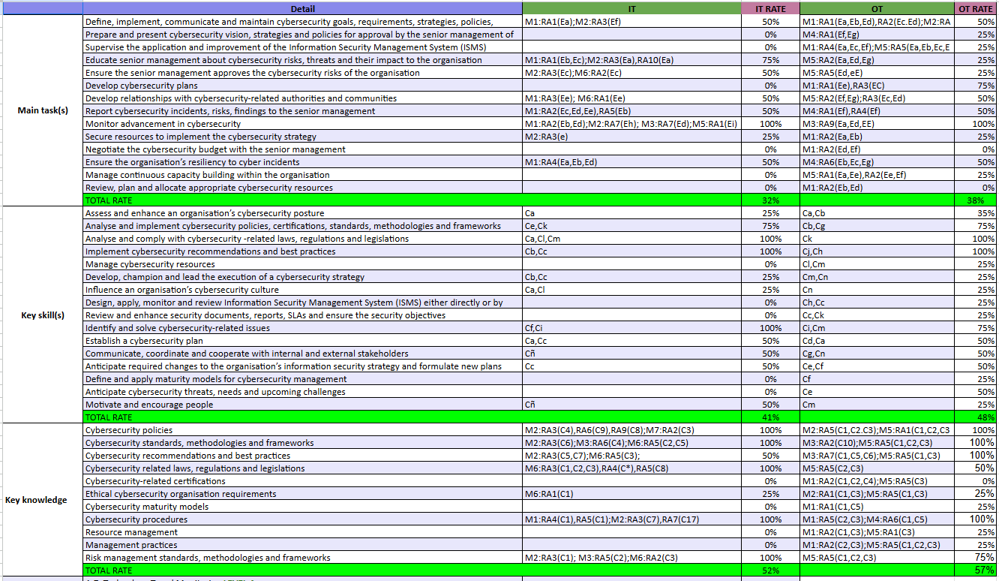 Detail IT IT RATE OT OT RATE
Main task(s)
Define, implement, communicate and maintain cybersecurity goals, requirements, strategies, policies, M1:RA1(Ea);M2:RA3(Ef) 50% M1:RA1(Ea,Eb,Ed),RA2(Ec.Ed);M2:RA 50%
Prepare and present cybersecurity vision, strategies and policies for approval by the senior management of 0% M4:RA1(Ef,Eg) 25%
Supervise the application and improvement of the Information Security Management System (ISMS) 0% M1:RA4(Ea,Ec,Ef);M5:RA5(Ea,Eb,Ec,E 25%
Educate senior management about cybersecurity risks, threats and their impact to the organisation M1:RA1(Eb,Ec);M2:RA3(Ea),RA10(Ea) 75% M5:RA2(Ea,Ed,Eg) 25%
Ensure the senior management approves the cybersecurity risks of the organisation M2:RA3(Ec);M6:RA2(Ec) 50% M5:RA5(Ed,eE) 25%
Develop cybersecurity plans 0% M1:RA1(Ee),RA3(EC) 75%
Develop relationships with cybersecurity-related authorities and communities M1:RA3(Ee); M6:RA1(Ee) 50% M5:RA2(Ef,Eg);RA3(Ec,Ed) 50%
Report cybersecurity incidents, risks, findings to the senior management M1:RA2(Ec,Ed,Ee),RA5(Eb) 50% M4:RA1(Ef),RA4(Ef) 50%
Monitor advancement in cybersecurity M1:RA2(Eb,Ed);M2:RA7(Eh); M3:RA7(Ed);M5:RA1(Ei) 100% M3:RA9(Ea,Ed,EE) 100%
Secure resources to implement the cybersecurity strategy M2:RA3(e) 25% M1:RA2(Ea,Eb) 25%
Negotiate the cybersecurity budget with the senior management 0% M1:RA2(Ed,Ef) 0%
Ensure the organisation’s resiliency to cyber incidents M1:RA4(Ea,Eb,Ed) 50% M4:RA6(Eb,Ec,Eg) 50%
Manage continuous capacity building within the organisation 0% M5:RA1(Ea,Ee),RA2(Ee,Ef) 25%
Review, plan and allocate appropriate cybersecurity resources 0% M1:RA2(Eb,Ed) 0%
TOTAL RATE 32% 38%
Key skill(s)
Assess and enhance an organisation’s cybersecurity posture Ca 25% Ca,Cb 35%
Analyse and implement cybersecurity policies, certifications, standards, methodologies and frameworks Ce,Ck 75% Cb,Cg 75%
Analyse and comply with cybersecurity -related laws, regulations and legislations Ca,Cl,Cm 100% Ck 100%
Implement cybersecurity recommendations and best practices Cb,Cc 100% Cj,Ch 100%
Manage cybersecurity resources 0% Cl,Cm 25%
Develop, champion and lead the execution of a cybersecurity strategy Cb,Cc 25% Cm,Cn 25%
Influence an organisation’s cybersecurity culture Ca,Cl 25% Cn 25%
Design, apply, monitor and review Information Security Management System (ISMS) either directly or by 0% Ch,Cc 25%
Review and enhance security documents, reports, SLAs and ensure the security objectives 0% Cc,Ck 25%
Identify and solve cybersecurity-related issues Cf,Ci 100% Ci,Cm 75%
Establish a cybersecurity plan Ca,Cc 50% Cd,Ca 50%
Communicate, coordinate and cooperate with internal and external stakeholders Cñ 50% Cg,Cn 50%
Anticipate required changes to the organisation’s information security strategy and formulate new plans Cc 50% Ce,Cf 50%
Define and apply maturity models for cybersecurity management 0% Cf 25%
Anticipate cybersecurity threats, needs and upcoming challenges 0% Ce 50%
Motivate and encourage people Cñ 50% Cm 25%
TOTAL RATE 41% 48%
Key knowledge
Cybersecurity policies M2:RA3(C4),RA6(C9),RA9(C8);M7:RA2(C3) 100% M2:RA5(C1,C2.C3);M5:RA1(C1,C2,C3 100%
Cybersecurity standards, methodologies and frameworks M2:RA3(C6);M3:RA6(C4);M6:RA5(C2,C5) 100% M3:RA2(C10);M5:RA5(C1,C2,C3) 100%
Cybersecurity recommendations and best practices M2:RA3(C5,C7);M6:RA5(C3); 50% M3:RA7(C1,C5,C6);M5:RA5(C1,C3) 100%
Cybersecurity related laws, regulations and legislations M6:RA3(C1,C2,C3),RA4(C*),RA5(C8) 100% M5:RA5(C2,C3) 50%
Cybersecurity-related certifications 0% M1:RA2(C1,C2,C4);M5:RA5(C3) 0%
Ethical cybersecurity organisation requirements M6:RA1(C1) 25% M2:RA1(C1,C3);M5:RA5(C1,C3) 25%
Cybersecurity maturity models 0% M1:RA1(C1,C5) 25%
Cybersecurity procedures M1:RA4(C1),RA5(C1);M2:RA3(C7),RA7(C17) 100% M1:RA5(C2,C3);M4:RA6(C1,C5) 100%
Resource management 0% M1:RA2(C1,C3);M5:RA1(C3) 25%
Management practices 0% M1:RA2(C2,C3);M5:RA5(C1,C2,C3) 25%
Risk management standards, methodologies and frameworks M2:RA3(C1); M3:RA5(C2);M6:RA2(C3) 100% M5:RA5(C1,C2,C3) 75%
TOTAL RATE 52% 57%